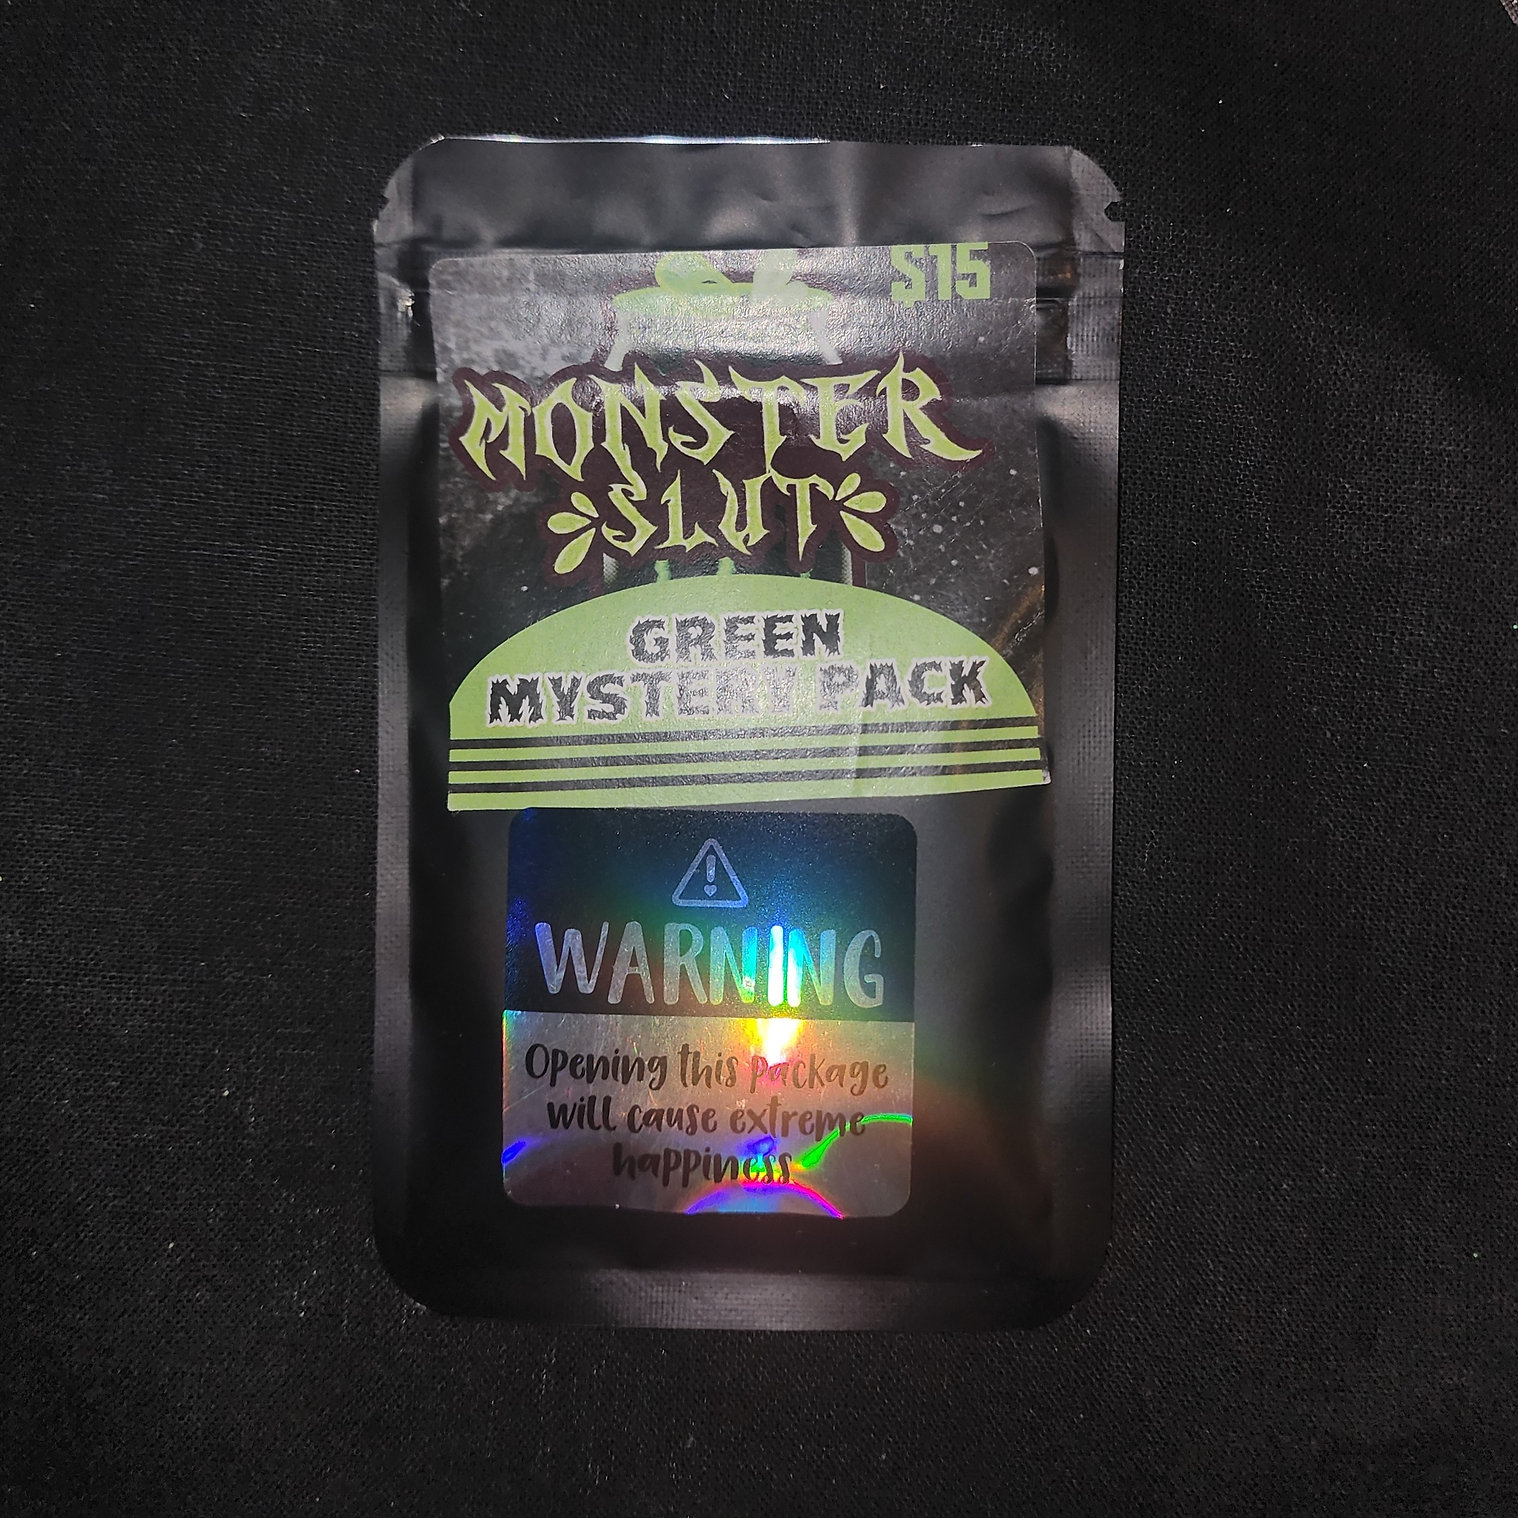 $15
MONSTER
SLUT
GREEN
MYSTERY PACK
WARNING
Opening this package
will cause extreme
happiness